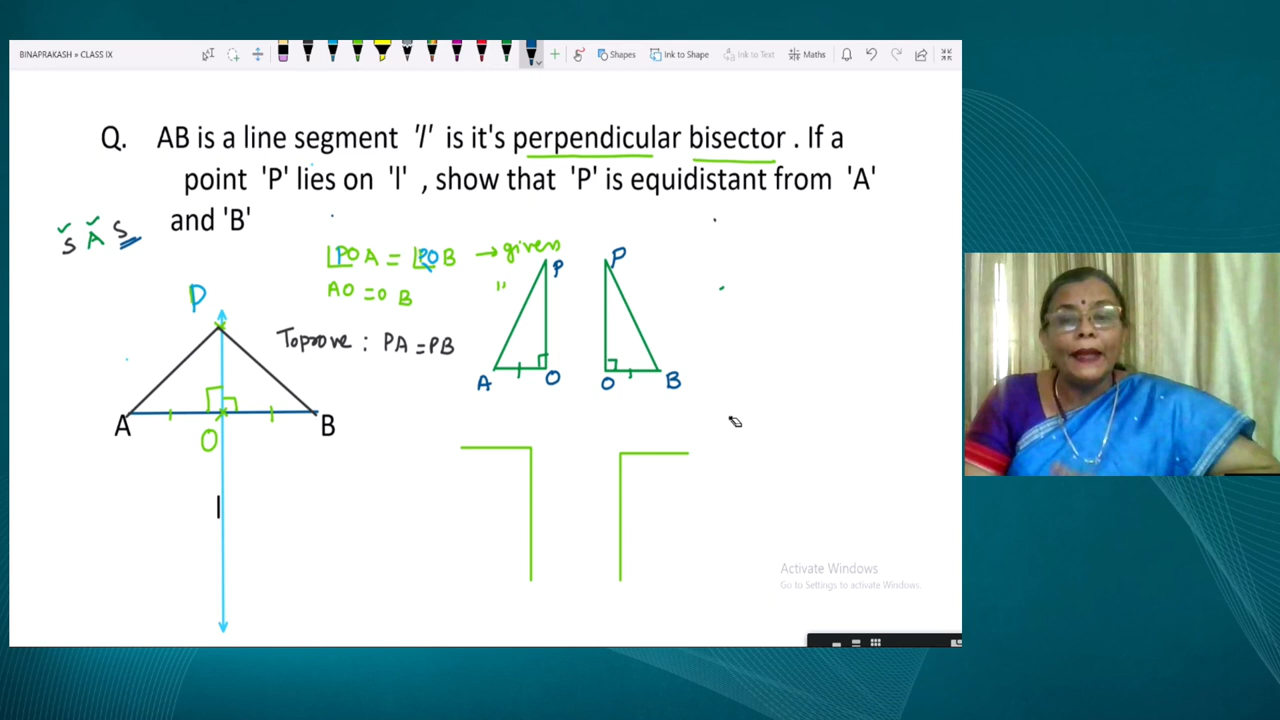 BINAPRAKASH » CLASS IX
Shapes
Ink to Shape
Ink to Text
Maths
Q. AB is a line segment 'l' is it's perpendicular bisector . If a
point 'P' lies on 'l' , show that 'P' is equidistant from 'A'
and 'B'
S A S
∠POA = ∠POB → given
AO = OB "
To prove : PA = PB
P
A B
O
l
P
A O
P
O B
Activate Windows
Go to Settings to activate Windows.